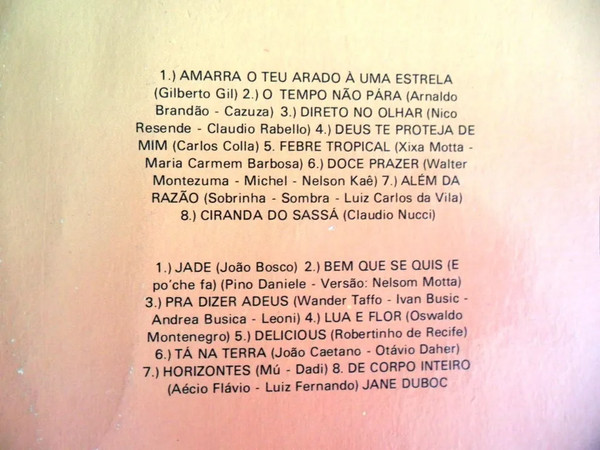 1.) AMARRA O TEU ARADO À UMA ESTRELA
(Gilberto Gil) 2.) O TEMPO NÃO PÁRA (Arnaldo
Brandão - Cazuza) 3.) DIRETO NO OLHAR (Nico
Resende - Claudio Rabello) 4.) DEUS TE PROTEJA DE
MIM (Carlos Colla) 5. FEBRE TROPICAL (Xixa Motta -
Maria Carmem Barbosa) 6.) DOCE PRAZER (Walter
Montezuma - Michel - Nelson Kaê) 7.) ALÉM DA
RAZÃO (Sobrinha - Sombra - Luiz Carlos da Vila)
8.) CIRANDA DO SASSÁ (Claudio Nucci)
1.) JADE (João Bosco) 2.) BEM QUE SE QUIS (E
po'che fa) (Pino Daniele - Versão: Nelsom Motta)
3.) PRA DIZER ADEUS (Wander Taffo - Ivan Busic -
Andrea Busica - Leoni) 4.) LUA E FLOR (Oswaldo
Montenegro) 5.) DELICIOUS (Robertinho de Recife)
6.) TÁ NA TERRA (João Caetano - Otávio Daher)
7.) HORIZONTES (Mú - Dadi) 8. DE CORPO INTEIRO
(Aécio Flávio - Luiz Fernando) JANE DUBOC